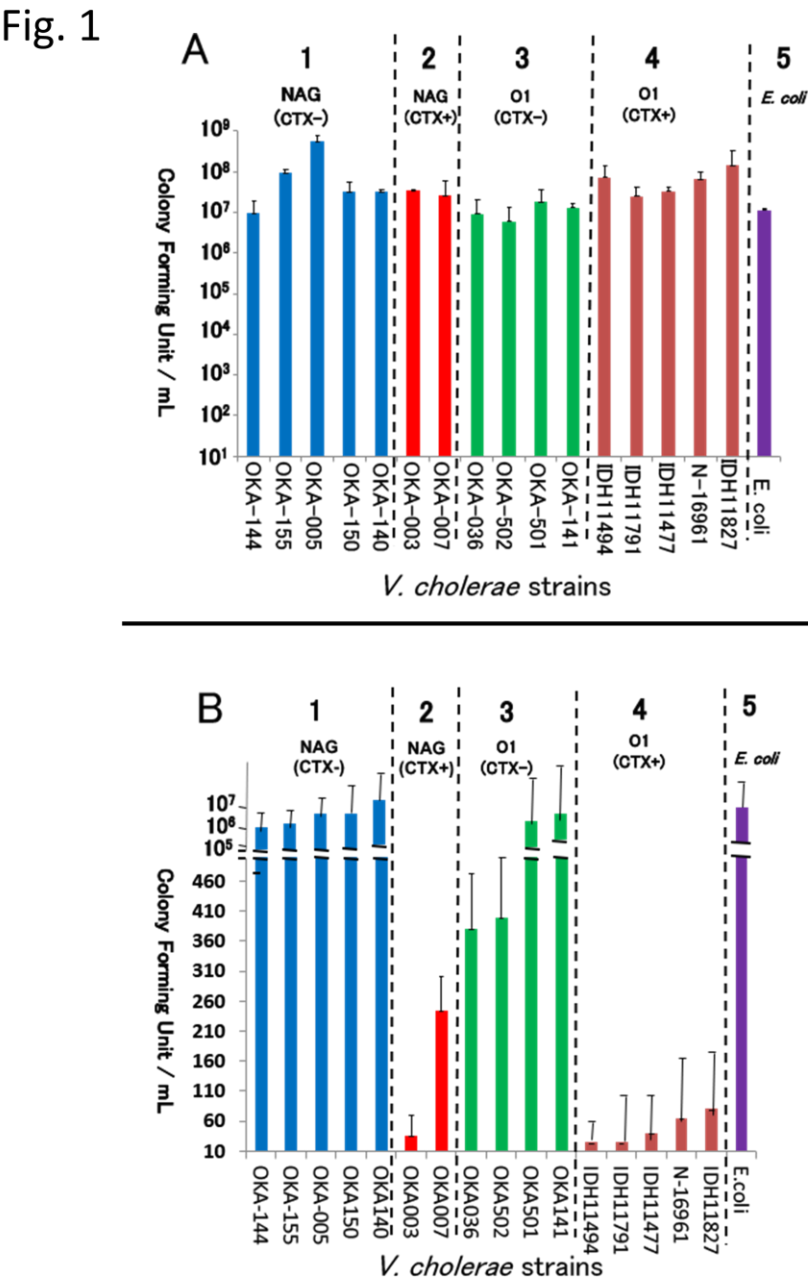 Fig. 1
A
1 2 3 4 5
NAG NAG O1 O1 E. coli
(CTX-) (CTX+) (CTX-) (CTX+)
Colony Forming Unit / mL
10⁹
10⁸
10⁷
10⁶
10⁵
10⁴
10³
10²
10¹
OKA-144
OKA-155
OKA-005
OKA-150
OKA-140
OKA-003
OKA-007
OKA-036
OKA-502
OKA-501
OKA-141
IDH11494
IDH11791
IDH11477
N-16961
IDH11827
E. coli
V. cholerae strains
B
1 2 3 4 5
NAG NAG O1 O1 E. coli
(CTX-) (CTX+) (CTX-) (CTX+)
Colony Forming Unit / mL
10⁷
10⁶
10⁵
460
410
360
310
260
210
160
110
60
10
OKA-144
OKA-155
OKA-005
OKA150
OKA140
OKA003
OKA007
OKA036
OKA502
OKA501
OKA141
IDH11494
IDH11791
IDH11477
N-16961
IDH11827
E.coli
V. cholerae strains